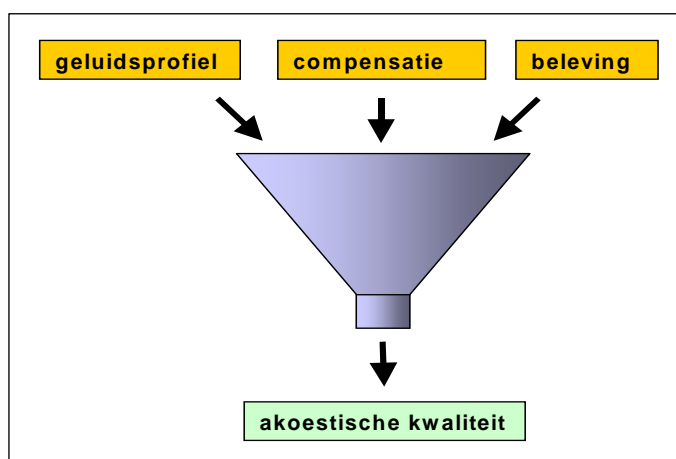 geluidsprofiel
compensatie
beleving
akoestische kwaliteit